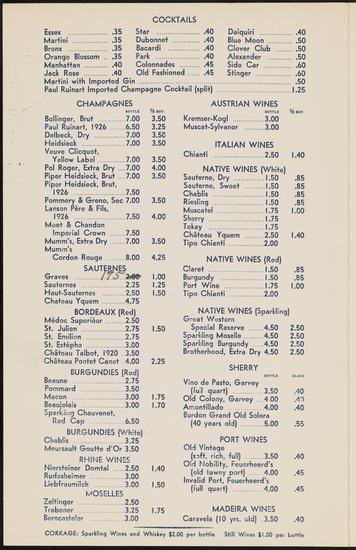 COCKTAILS
Essex .35 Star .40 Daiquiri .40
Martini .35 Dubonnet .40 Blue Moon .50
Bronx .35 Bacardi .40 Clover Club .50
Orange Blossom .35 Park .40 Alexander .50
Manhattan .40 Colonnades .45 Side Car .60
Jack Rose .40 Old Fashioned .45 Stinger .60
Martini with Imported Gin .50
Paul Ruinart Imported Champagne Cocktail (split) 1.25
CHAMPAGNES
BOTTLE ½ BOT.
Bollinger, Brut 7.00 3.50
Paul Ruinart, 1926 6.50 3.25
Delbeck, Dry 7.00 3.50
Heidsieck 7.00 3.50
Veuve Clicquot,
Yellow Label 7.00 3.50
Pol Roger, Extra Dry 7.00 4.00
Piper Heidsieck, Brut 7.00 3.50
Piper Heidsieck, Brut,
1926 7.50
Pommery & Greno, Sec 7.00 3.50
Lanson Père & Fils,
1926 7.50 4.00
Moet & Chandon
Imperial Crown 7.50
Mumm's, Extra Dry 7.00 3.50
Mumm's
Cordon Rouge 8.00 4.25
SAUTERNES
Graves 175 2.00 1.00
Sauternes 2.25 1.25
Haut-Sauternes 2.50 1.50
Chateau Yquem 4.75
BORDEAUX (Red)
Médoc Superiéur 2.50
St. Julien 2.75 1.50
St. Emilion 2.75
St. Estéphe 3.00
Château Talbot, 1920 3.50
Château Pontet Canet 4.00 2.25
BURGUNDIES (Red)
Beaune 2.75
Pommard 3.50
Macon 3.00 1.75
Beaujolais 3.00 1.70
Sparkling Chauvenet,
Red Cap 6.50
BURGUNDIES (White)
Chablis 3.25
Meursault Goutte d'Or 3.50
RHINE WINES
Niersteiner Domtal 2.50 1.40
Rudesheimer 3.00
Liebfraumilch 3.00 1.50
MOSELLES
Zeltinger 2.50
Trabener 3.25 1.75
Berncastelar 3.00
AUSTRIAN WINES
BOTTLE ½ BOT.
Kremser-Kogl 3.00
Muscat-Sylvanor 3.00
ITALIAN WINES
Chianti 2.50 1.40
NATIVE WINES (White)
Sauterne, Dry 1.50 .85
Sauterne, Sweet 1.50 .85
Chablis 1.50 .85
Riesling 1.50 .85
Muscatel 1.75 1.00
Sherry 1.75
Tokay 1.75
Château Yquem 2.50 1.40
Tipo Chianti 2.00
NATIVE WINES (Red)
Claret 1.50 .85
Burgundy 1.50 .85
Port Wine 1.75 1.00
Tipo Chianti 2.00
NATIVE WINES (Sparkling)
Great Western
Special Reserve 4.50 2.50
Sparkling Moselle 4.50 2.50
Sparkling Burgundy 4.50 2.50
Brotherhood, Extra Dry 4.50 2.50
SHERRY
BOTTLE GLASS
Vino de Pasto, Garvey
(full quart) 3.50 .40
Old Colony, Garvey 4.00 .40
Amontillado 4.00 .40
Burdon Grand Old Solera
(40 years old) 5.00 .55
PORT WINES
Old Vintage
(soft, rich, full) 3.50 .40
Old Nobility, Feuerheerd's
(old tawny port) 4.00 .45
Invalid Port, Feuerheerd's
(full quart) 4.00 .45
MADEIRA WINES
Caravela (10 yrs. old) 3.50 .40
CORKAGE: Sparkling Wines and Whiskey $2.00 per bottle Still Wines $1.00 per bottle